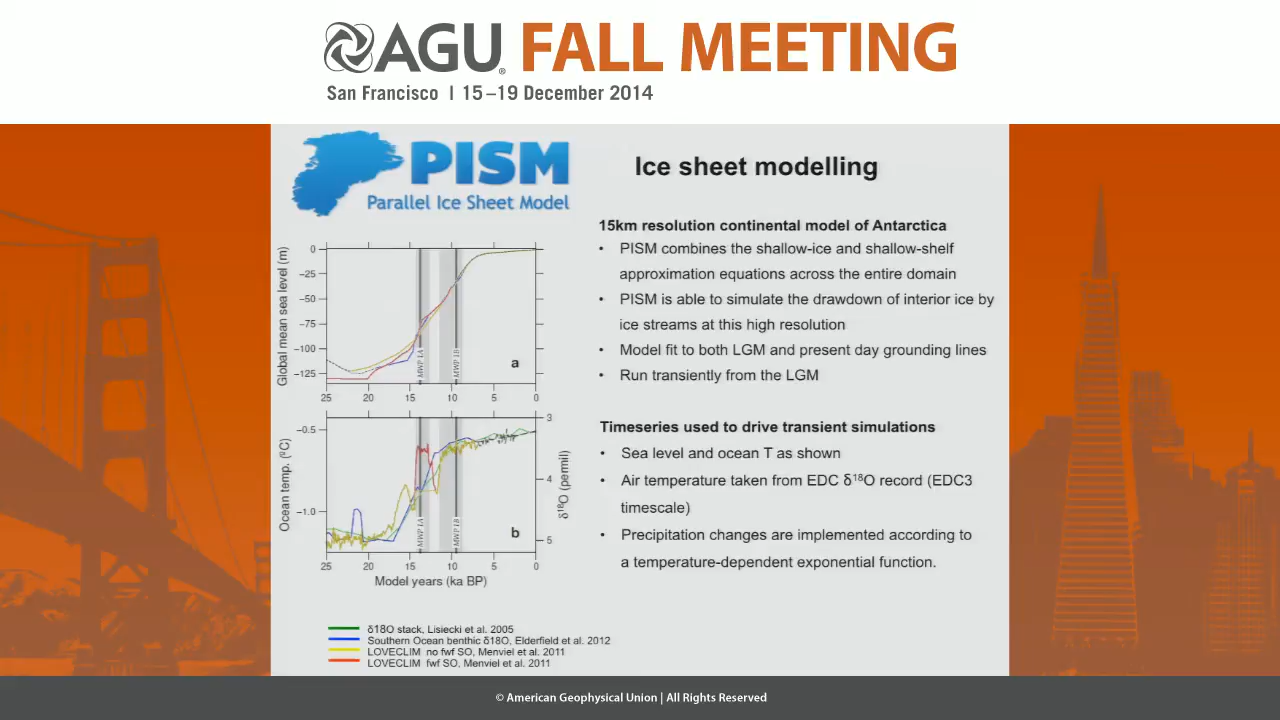 AGU® FALL MEETING
San Francisco | 15–19 December 2014
PISM
Parallel Ice Sheet Model
Ice sheet modelling
15km resolution continental model of Antarctica
• PISM combines the shallow-ice and shallow-shelf
approximation equations across the entire domain
• PISM is able to simulate the drawdown of interior ice by
ice streams at this high resolution
• Model fit to both LGM and present day grounding lines
• Run transiently from the LGM
Timeseries used to drive transient simulations
• Sea level and ocean T as shown
• Air temperature taken from EDC δ¹⁸O record (EDC3
timescale)
• Precipitation changes are implemented according to
a temperature-dependent exponential function.
Global mean sea level (m)
0
−25
−50
−75
−100
−125
MWP 1A
MWP 1B
a
25 20 15 10 5 0
Ocean temp. (⁰C)
−0.5
−1.0
MWP 1A
MWP 1B
b
3
4
5
δ¹⁸O (permil)
25 20 15 10 5 0
Model years (ka BP)
δ18O stack, Lisiecki et al. 2005
Southern Ocean benthic δ18O, Elderfield et al. 2012
LOVECLIM no fwf SO, Menviel et al. 2011
LOVECLIM fwf SO, Menviel et al. 2011
© American Geophysical Union | All Rights Reserved